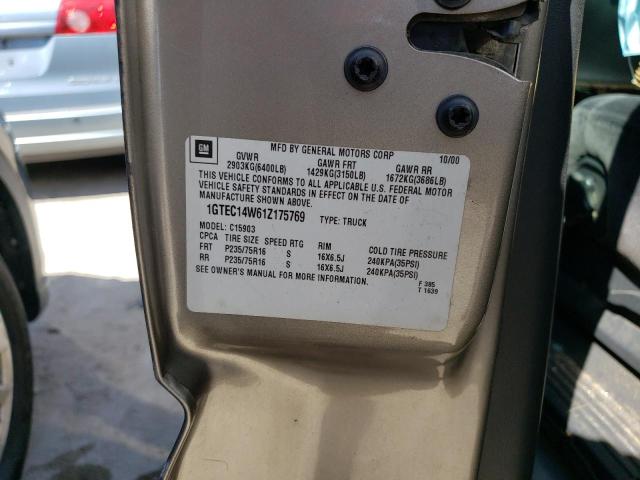 GM
MFD BY GENERAL MOTORS CORP 10/00
GVWR GAWR FRT GAWR RR
2903KG(6400LB) 1429KG(3150LB) 1672KG(3686LB)
THIS VEHICLE CONFORMS TO ALL APPLICABLE U.S. FEDERAL MOTOR
VEHICLE SAFETY STANDARDS IN EFFECT ON THE DATE OF
MANUFACTURE SHOWN ABOVE.
1GTEC14W61Z175769 TYPE: TRUCK
MODEL: C15903
CPCA TIRE SIZE SPEED RTG RIM COLD TIRE PRESSURE
FRT P235/75R16 S 16X6.5J 240KPA(35PSI)
RR P235/75R16 S 16X6.5J 240KPA(35PSI)
SEE OWNER'S MANUAL FOR MORE INFORMATION.
F 385
T 1639